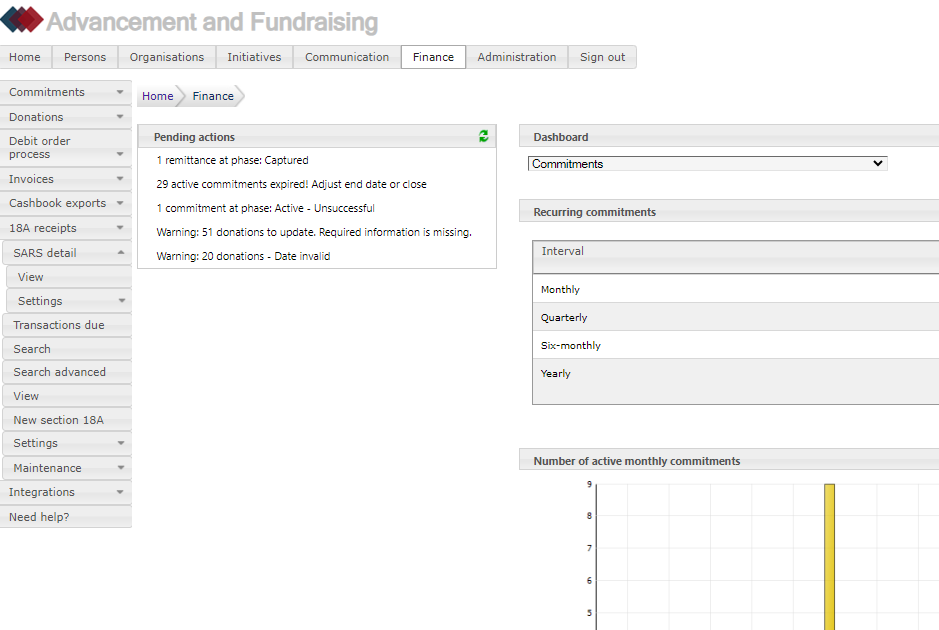 Advancement and Fundraising
Home
Persons
Organisations
Initiatives
Communication
Finance
Administration
Sign out
Commitments
Donations
Debit order
process
Invoices
Cashbook exports
18A receipts
SARS detail
View
Settings
Transactions due
Search
Search advanced
View
New section 18A
Settings
Maintenance
Integrations
Need help?
Home
Finance
Pending actions
1 remittance at phase: Captured
29 active commitments expired! Adjust end date or close
1 commitment at phase: Active - Unsuccessful
Warning: 51 donations to update. Required information is missing.
Warning: 20 donations - Date invalid
Dashboard
Commitments
Recurring commitments
Interval
Monthly
Quarterly
Six-monthly
Yearly
Number of active monthly commitments
9
8
7
6
5